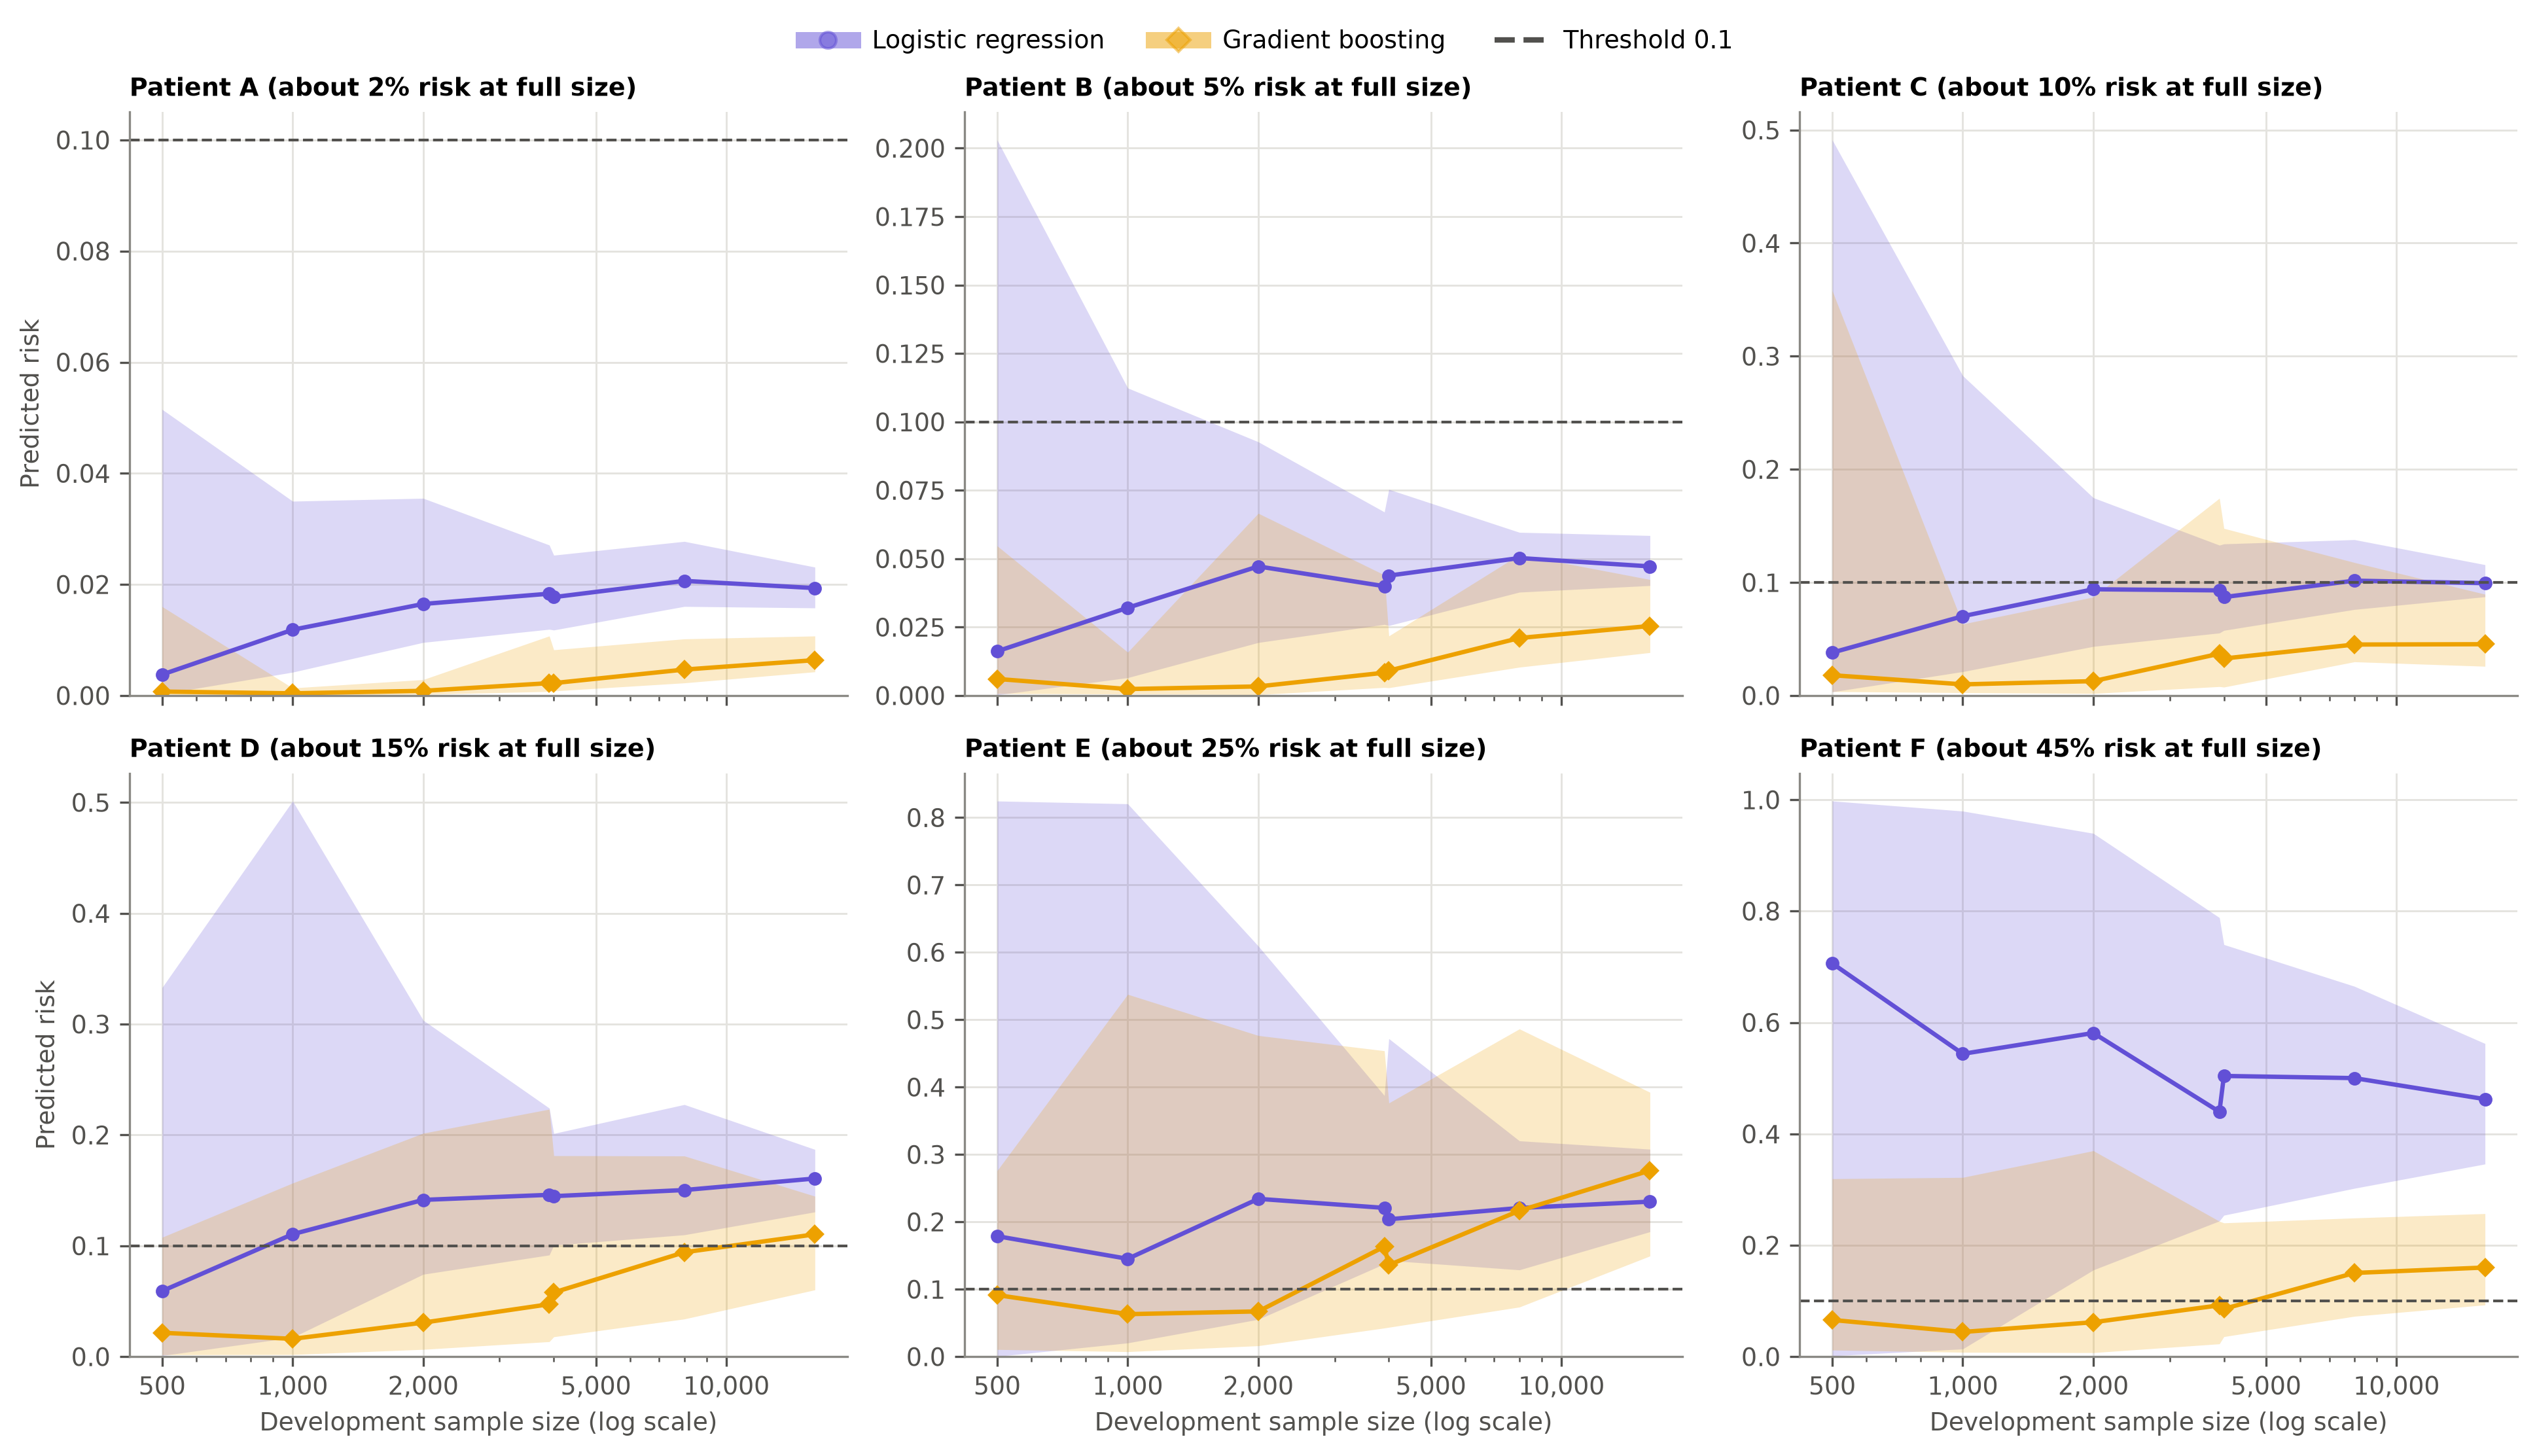 Logistic regression Gradient boosting Threshold 0.1
Patient A (about 2% risk at full size)
0.10
0.08
0.06
0.04
0.02
0.00
Predicted risk
Patient B (about 5% risk at full size)
0.200
0.175
0.150
0.125
0.100
0.075
0.050
0.025
0.000
Patient C (about 10% risk at full size)
0.5
0.4
0.3
0.2
0.1
0.0
Patient D (about 15% risk at full size)
0.5
0.4
0.3
0.2
0.1
0.0
Predicted risk
500 1,000 2,000 5,000 10,000
Development sample size (log scale)
Patient E (about 25% risk at full size)
0.8
0.7
0.6
0.5
0.4
0.3
0.2
0.1
0.0
500 1,000 2,000 5,000 10,000
Development sample size (log scale)
Patient F (about 45% risk at full size)
1.0
0.8
0.6
0.4
0.2
0.0
500 1,000 2,000 5,000 10,000
Development sample size (log scale)